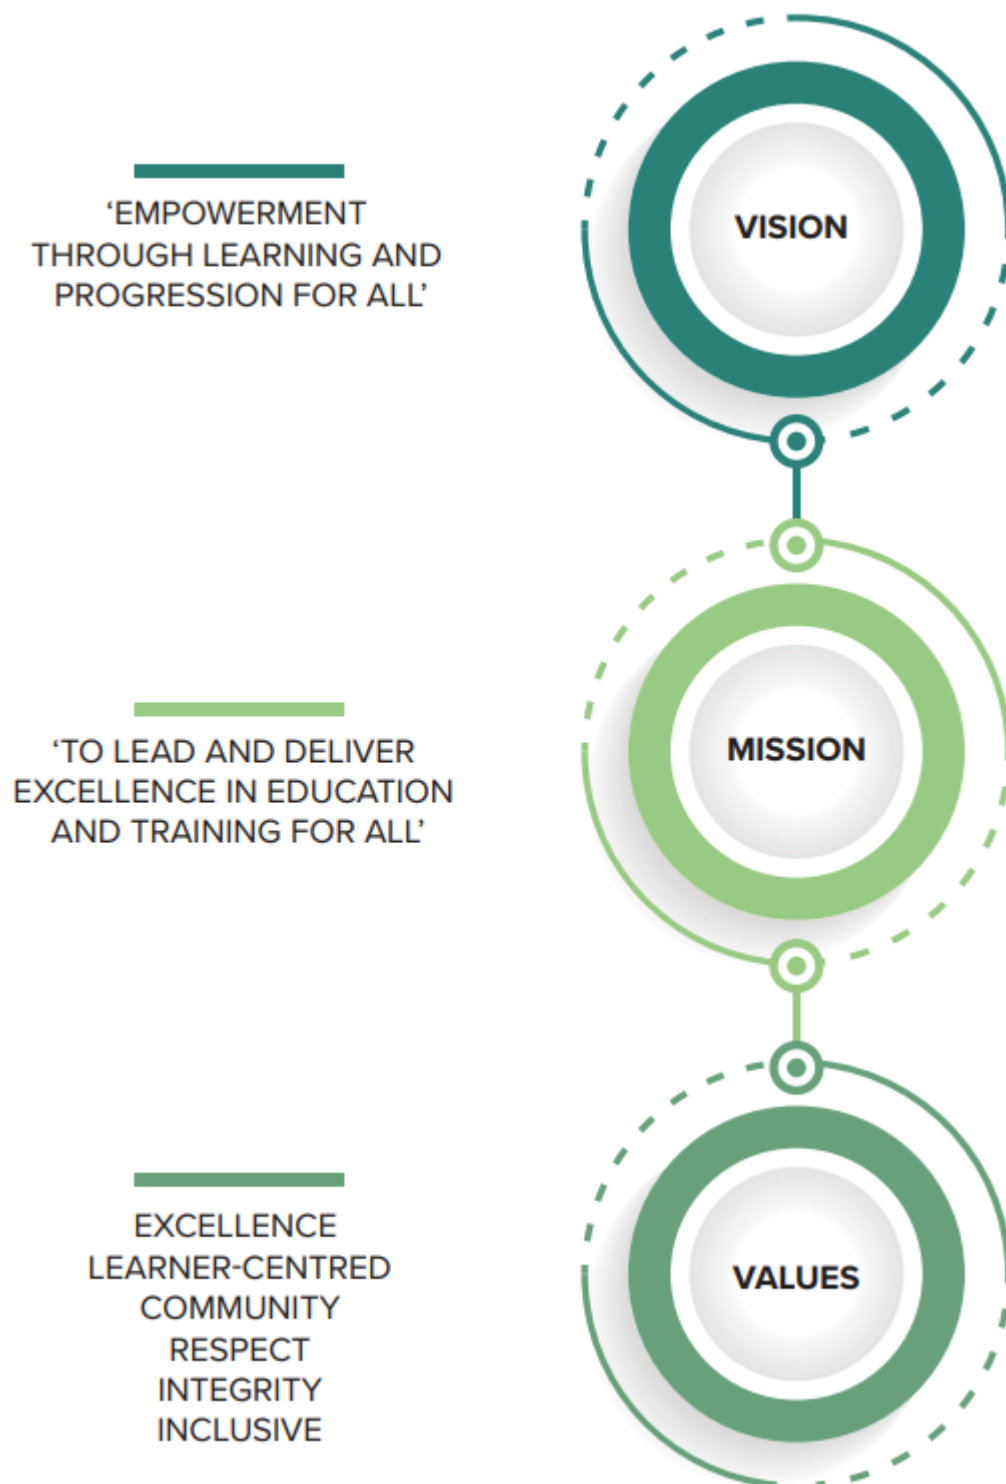 ‘EMPOWERMENT
THROUGH LEARNING AND
PROGRESSION FOR ALL’
VISION
‘TO LEAD AND DELIVER
EXCELLENCE IN EDUCATION
AND TRAINING FOR ALL’
MISSION
EXCELLENCE
LEARNER-CENTRED
COMMUNITY
RESPECT
INTEGRITY
INCLUSIVE
VALUES